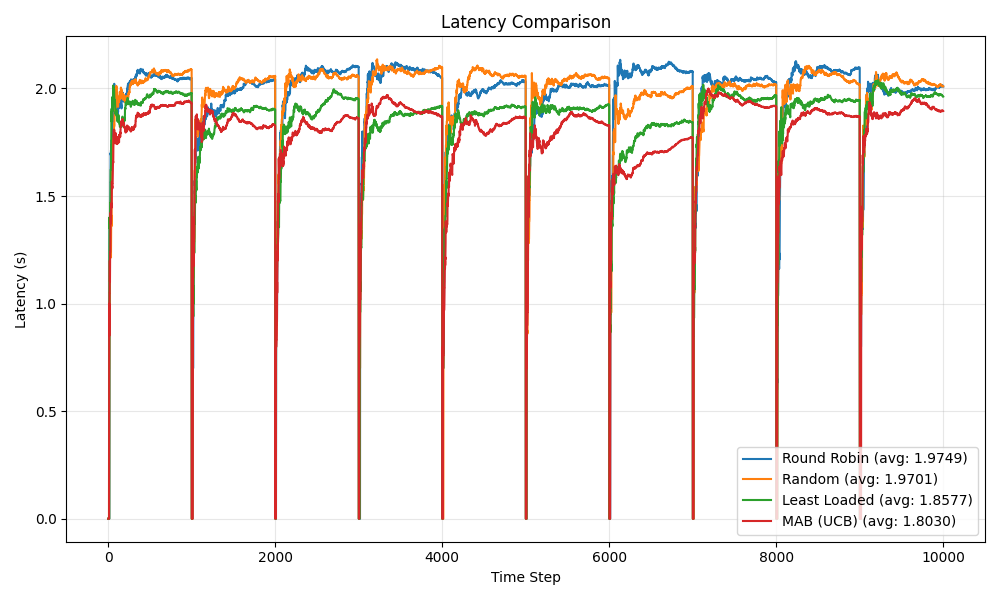 Latency Comparison
Latency (s)
2.0
1.5
1.0
0.5
0.0
0
2000
4000
6000
8000
10000
Time Step
Round Robin (avg: 1.9749)
Random (avg: 1.9701)
Least Loaded (avg: 1.8577)
MAB (UCB) (avg: 1.8030)